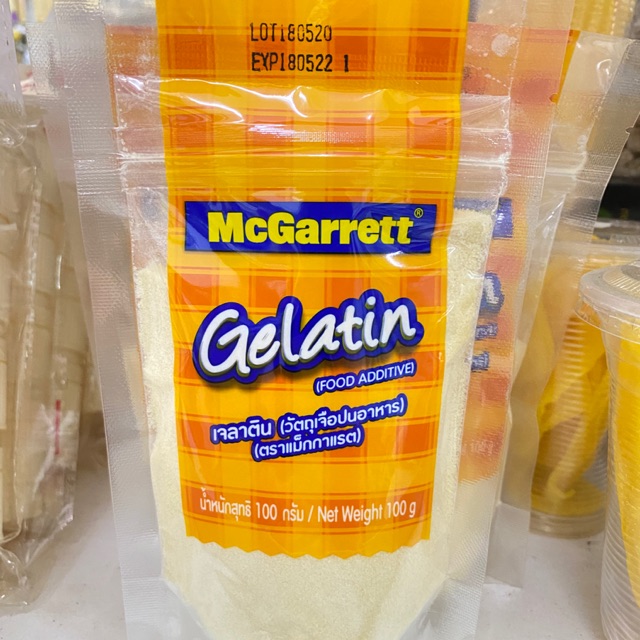 LOT180520
EXP180522 1
McGarrett®
Gelatin
(FOOD ADDITIVE)
เจลาติน (วัตถุเจือปนอาหาร)
(ตราแม็กกาแรต)
น้ำหนักสุทธิ 100 กรัม / Net Weight 100 g